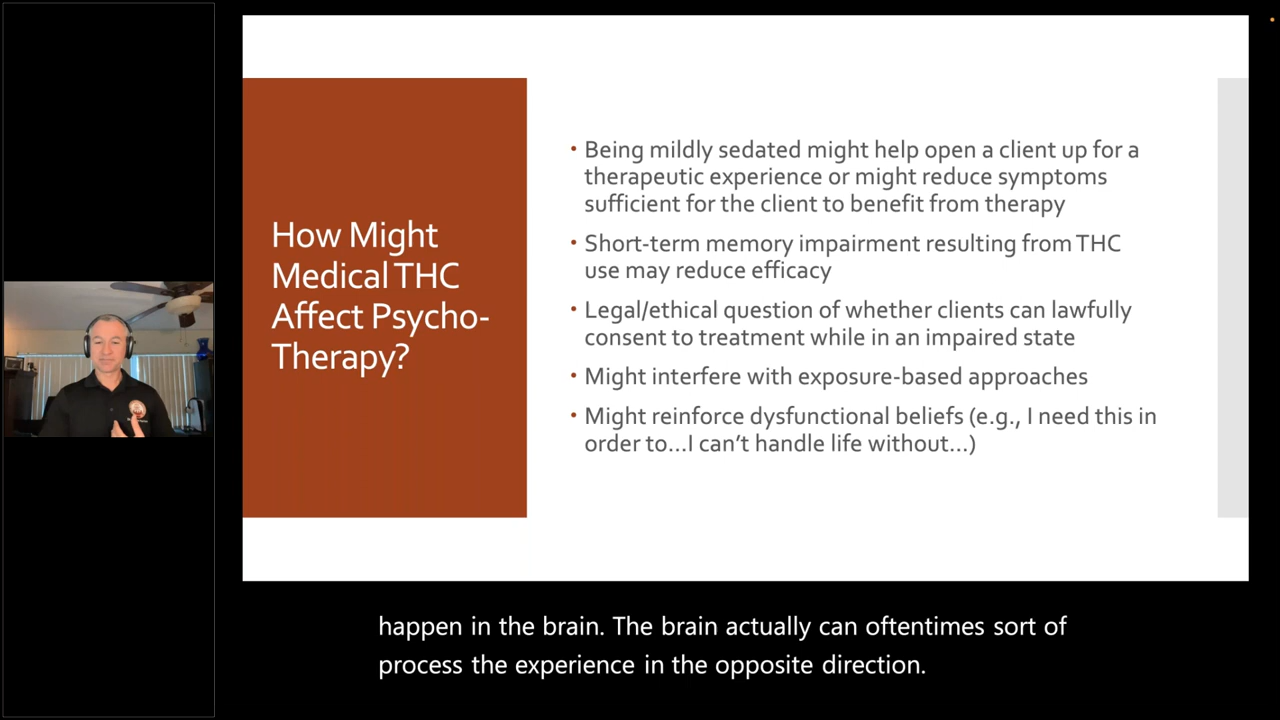 How Might
Medical THC
Affect Psycho-
Therapy?
• Being mildly sedated might help open a client up for a
therapeutic experience or might reduce symptoms
sufficient for the client to benefit from therapy
• Short-term memory impairment resulting from THC
use may reduce efficacy
• Legal/ethical question of whether clients can lawfully
consent to treatment while in an impaired state
• Might interfere with exposure-based approaches
• Might reinforce dysfunctional beliefs (e.g., I need this in
order to...I can't handle life without...)
happen in the brain. The brain actually can oftentimes sort of
process the experience in the opposite direction.